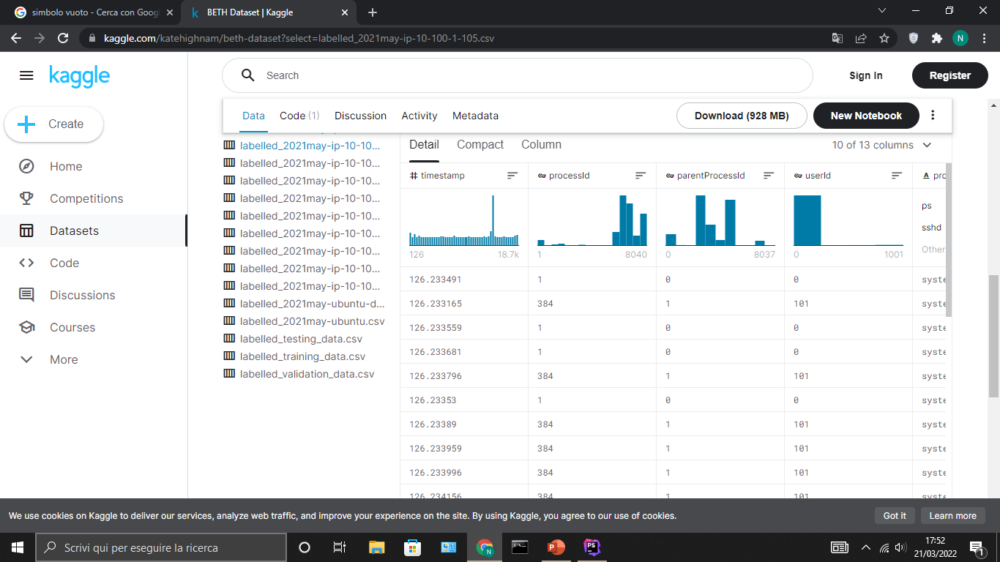 simbolo vuoto - Cerca con Googl
BETH Dataset | Kaggle
kaggle.com/katehighnam/beth-dataset?select=labelled_2021may-ip-10-100-1-105.csv
N
kaggle
Search
Sign In
Register
Create
Home
Competitions
Datasets
Code
Discussions
Courses
More
Data
Code (1)
Discussion
Activity
Metadata
Download (928 MB)
New Notebook
labelled_2021may-ip-10-10...
labelled_2021may-ip-10-10...
labelled_2021may-ip-10-10...
labelled_2021may-ip-10-10...
labelled_2021may-ip-10-10...
labelled_2021may-ip-10-10...
labelled_2021may-ip-10-10...
labelled_2021may-ip-10-10...
labelled_2021may-ip-10-10...
labelled_2021may-ubuntu-d...
labelled_2021may-ubuntu.csv
labelled_testing_data.csv
labelled_training_data.csv
labelled_validation_data.csv
Detail Compact Column
10 of 13 columns
# timestamp processId parentProcessId userId A pro
126 18.7k 1 8040 0 8037 0 1001
ps
sshd
Other
126.233491 1 0 0 syste
126.233165 384 1 101 syste
126.233559 1 0 0 syste
126.233681 1 0 0 syste
126.233796 384 1 101 syste
126.23353 1 0 0 syste
126.23389 384 1 101 syste
126.233959 384 1 101 syste
126.233996 384 1 101 syste
126.234156 384 1 101 syste
We use cookies on Kaggle to deliver our services, analyze web traffic, and improve your experience on the site. By using Kaggle, you agree to our use of cookies.
Got it
Learn more
Scrivi qui per eseguire la ricerca
17:52
21/03/2022
1